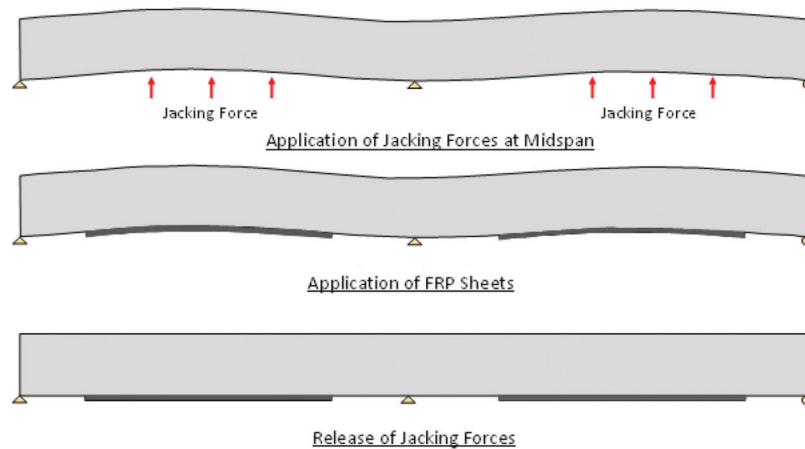 Jacking Force
Jacking Force
Application of Jacking Forces at Midspan
Application of FRP Sheets
Release of Jacking Forces